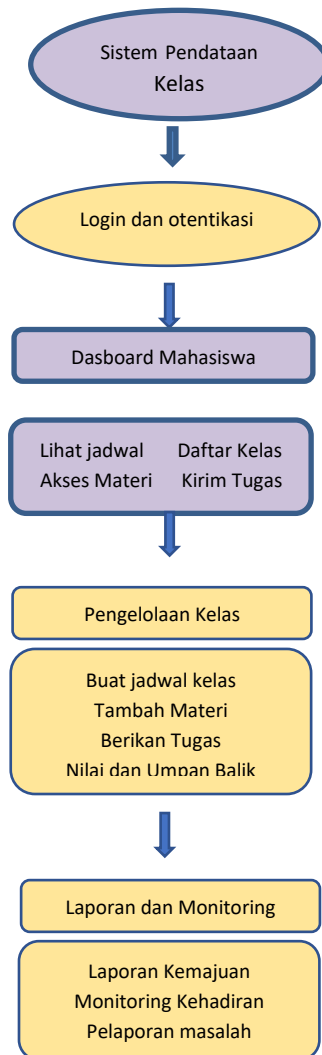 Sistem Pendataan
Kelas
Login dan otentikasi
Dasboard Mahasiswa
Lihat jadwal Daftar Kelas
Akses Materi Kirim Tugas
Pengelolaan Kelas
Buat jadwal kelas
Tambah Materi
Berikan Tugas
Nilai dan Umpan Balik
Laporan dan Monitoring
Laporan Kemajuan
Monitoring Kehadiran
Pelaporan masalah